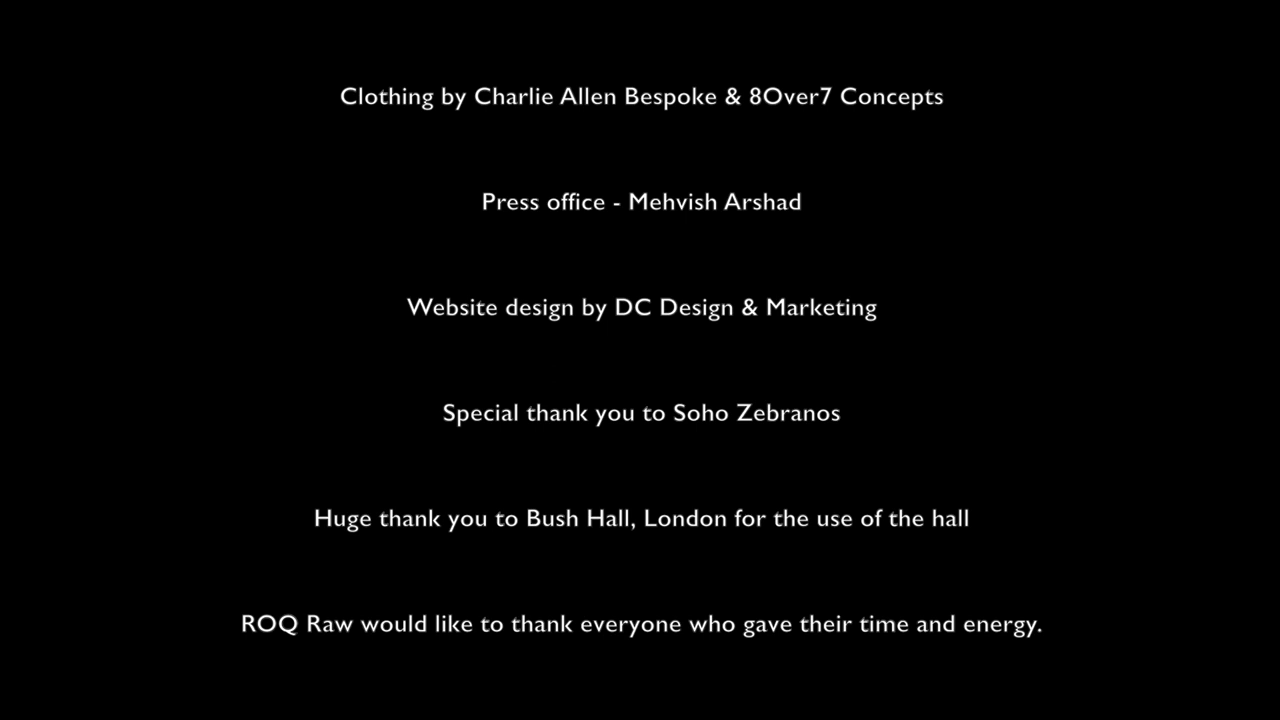 Clothing by Charlie Allen Bespoke & 8Over7 Concepts
Press office - Mehvish Arshad
Website design by DC Design & Marketing
Special thank you to Soho Zebranos
Huge thank you to Bush Hall, London for the use of the hall
ROQ Raw would like to thank everyone who gave their time and energy.